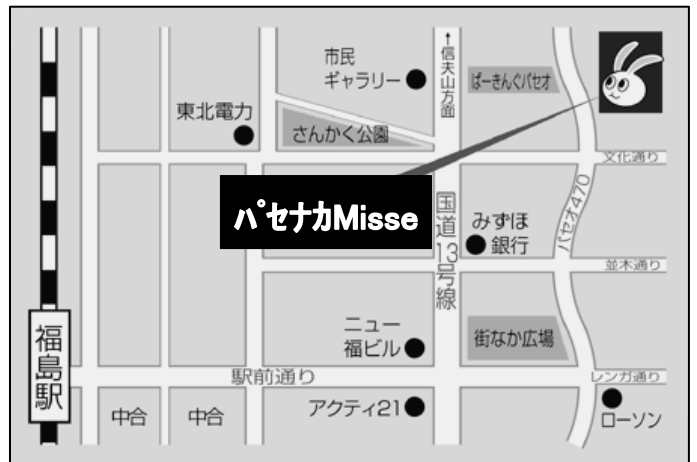 市民
ギャラリー
↑信夫山方面
ぱーきんぐパセオ
東北電力
さんかく公園
文化通り
パセナカMisse
国道13号線
みずほ
銀行
パセオ470
並木通り
ニュー
福ビル
街なか広場
福島駅
駅前通り
レンガ通り
中合
中合
アクティ21
ローソン